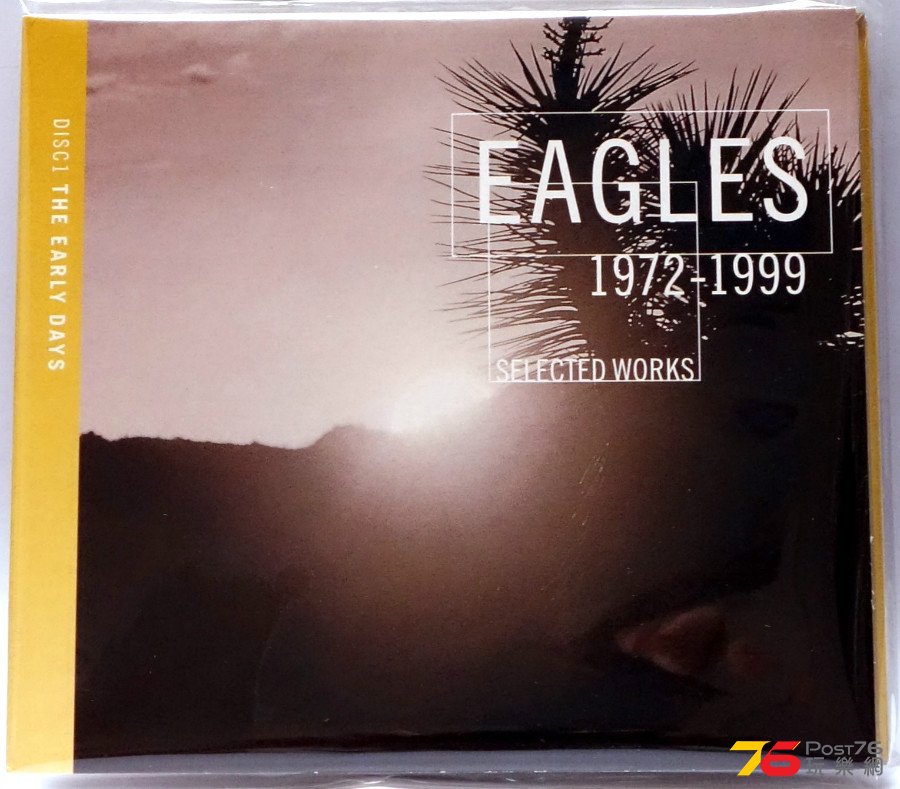 DISC1 THE EARLY DAYS
EAGLES
1972-1999
SELECTED WORKS
76 POST76
玩樂網